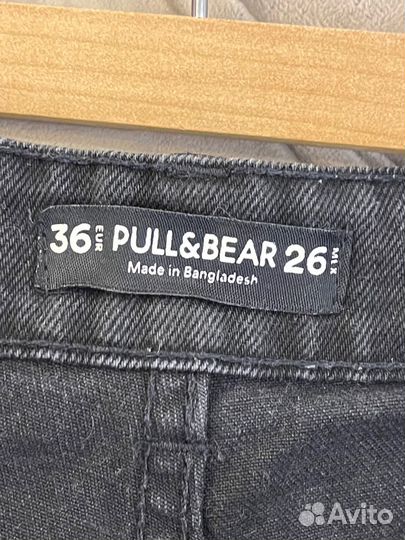 36 EUR PULL&BEAR 26 MEX
Made in Bangladesh
Avito